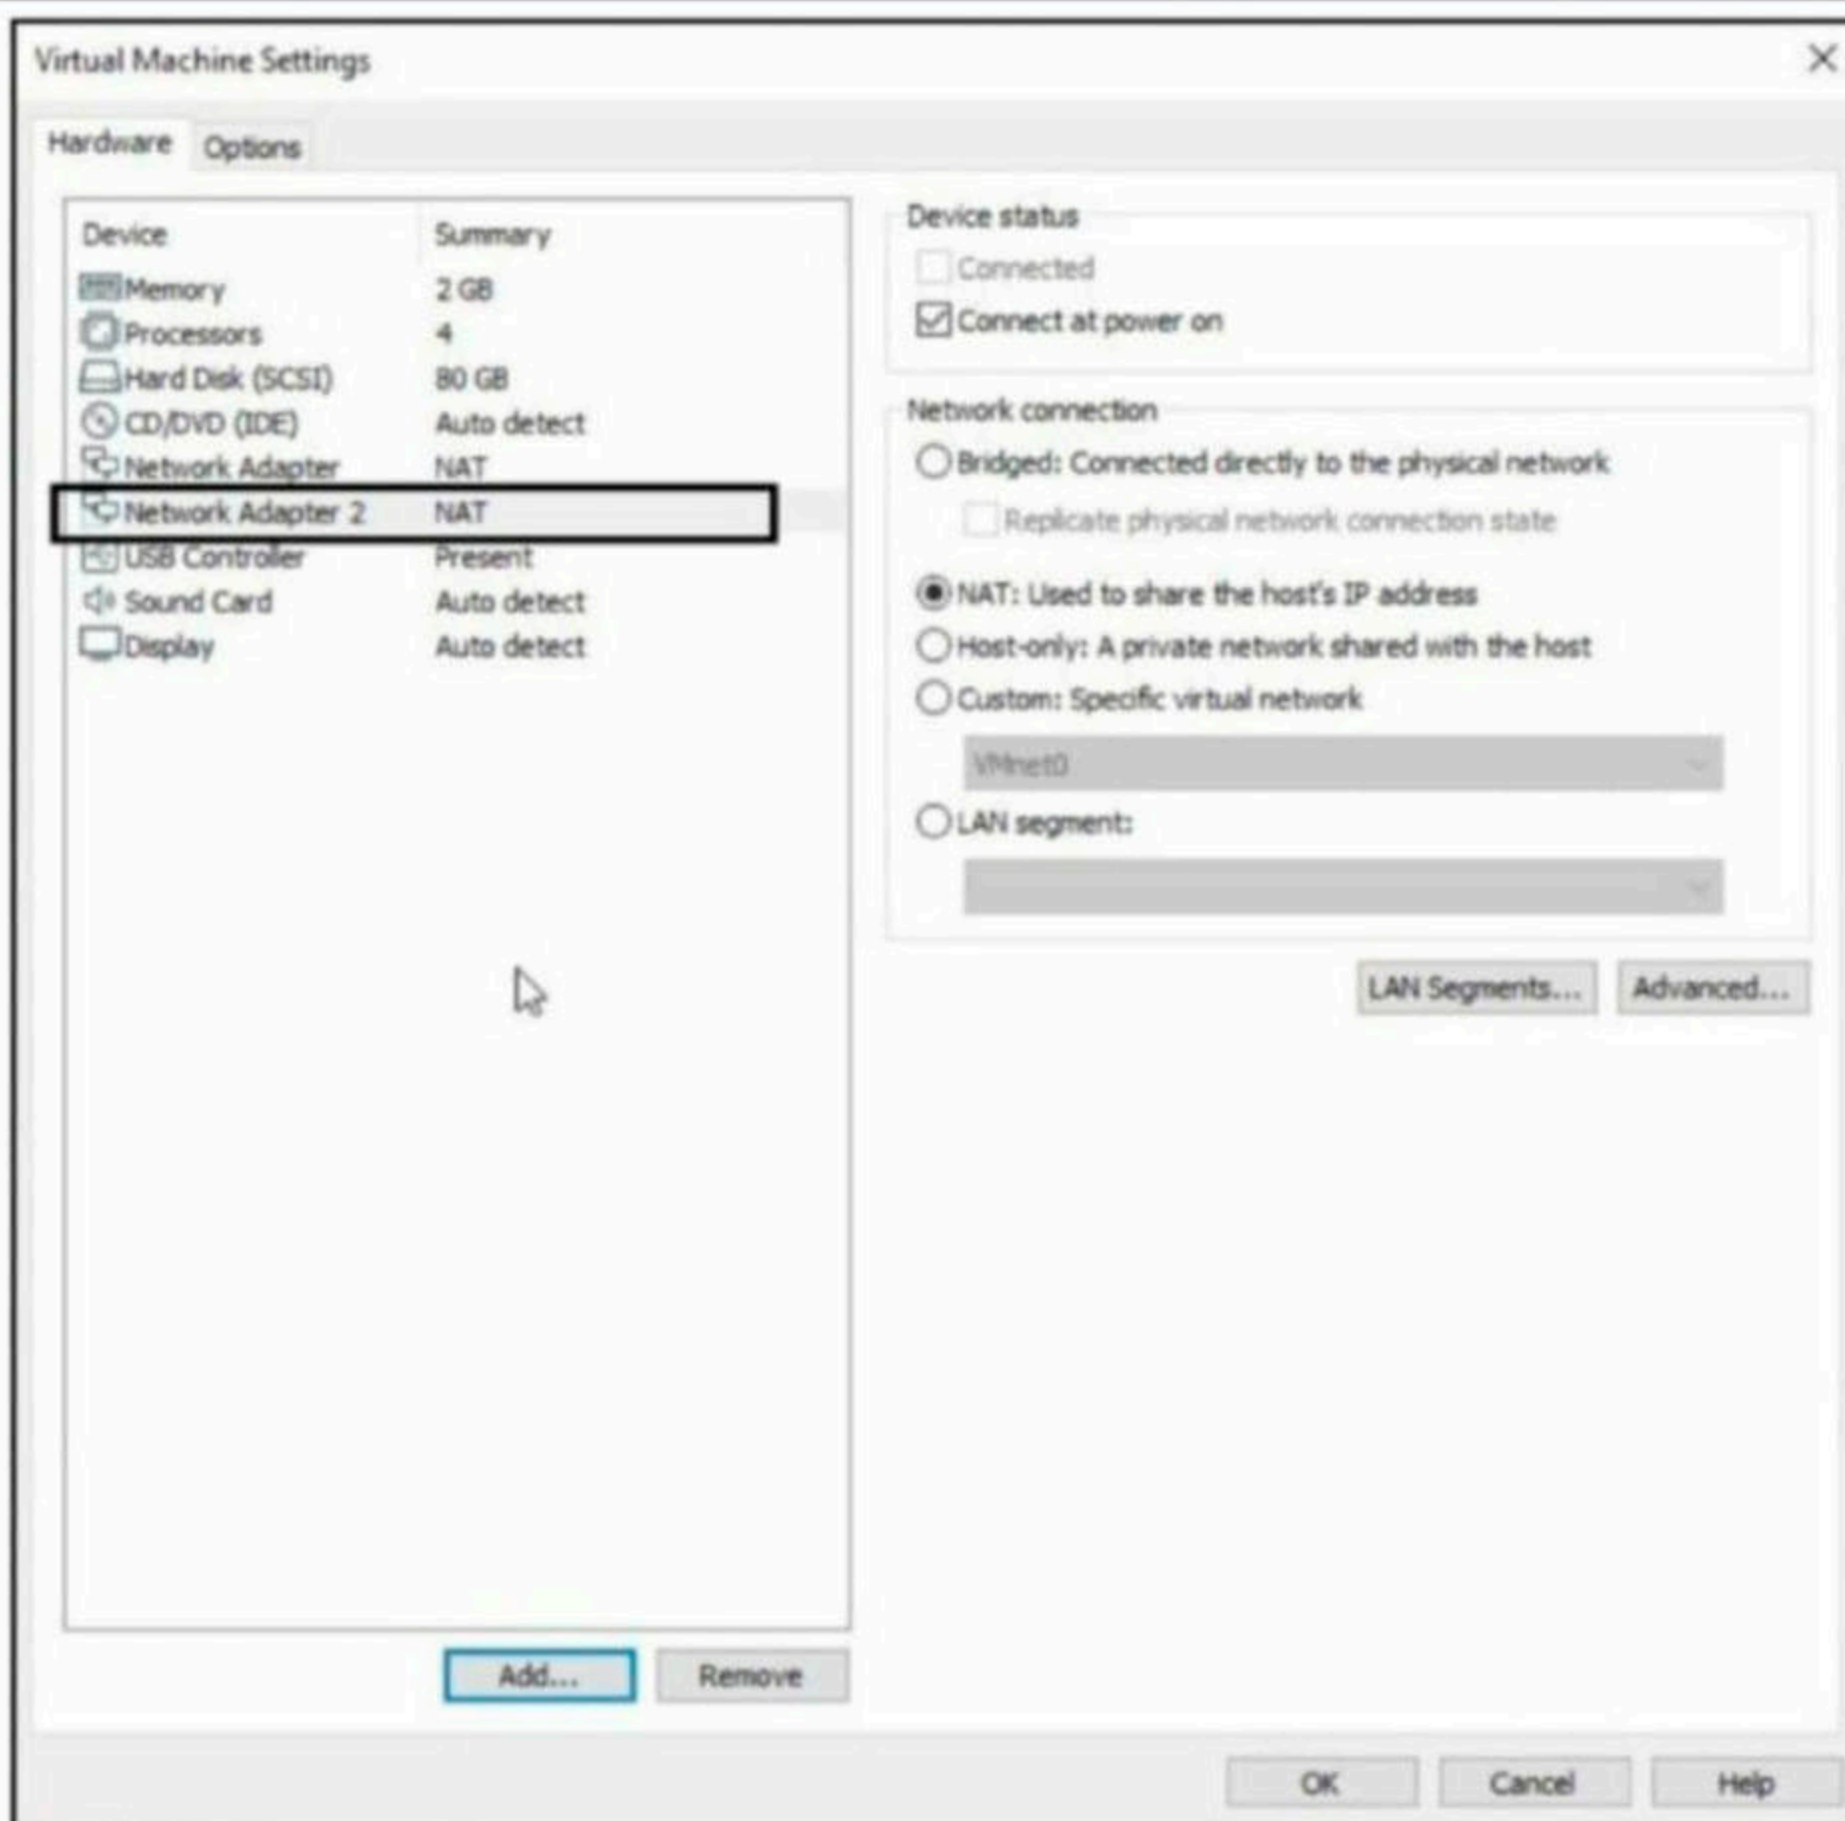 Virtual Machine Settings
Hardware Options
Device Summary
Memory 2 GB
Processors 4
Hard Disk (SCSI) 80 GB
CD/DVD (IDE) Auto detect
Network Adapter NAT
Network Adapter 2 NAT
USB Controller Present
Sound Card Auto detect
Display Auto detect
Add... Remove
Device status
Connected
Connect at power on
Network connection
Bridged: Connected directly to the physical network
Replicate physical network connection state
NAT: Used to share the host's IP address
Host-only: A private network shared with the host
Custom: Specific virtual network
VMnet0
LAN segment:
LAN Segments... Advanced...
OK Cancel Help